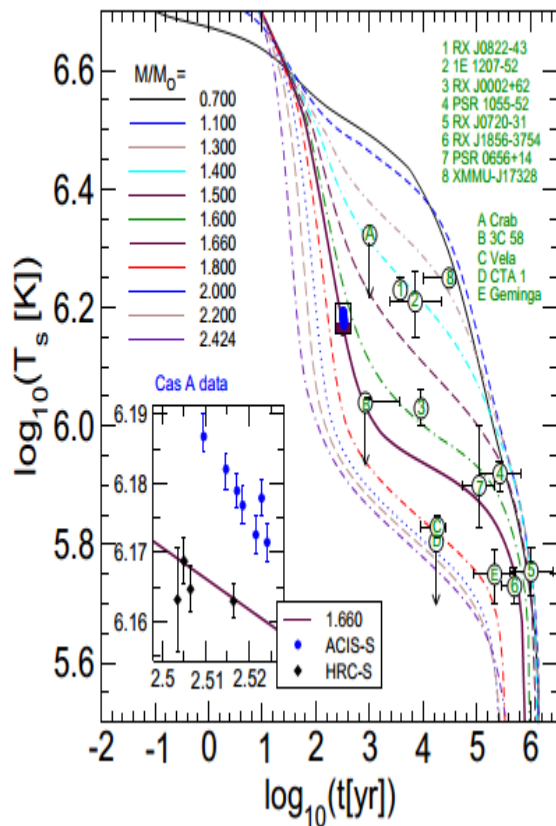 6.6
6.4
6.2
6.0
5.8
5.6
log10(Ts [K])
M/M⊙=
0.700
1.100
1.300
1.400
1.500
1.600
1.660
1.800
2.000
2.200
2.424
1 RX J0822-43
2 1E 1207-52
3 RX J0002+62
4 PSR 1055-52
5 RX J0720-31
6 RX J1856-3754
7 PSR 0656+14
8 XMMU-J17328
A Crab
B 3C 58
C Vela
D CTA 1
E Geminga
A
8
1
2
B
3
4
7
C
D
E
5
6
Cas A data
6.19
6.18
6.17
6.16
2.5
2.51
2.52
1.660
ACIS-S
HRC-S
-2
-1
0
1
2
3
4
5
6
log10(t[yr])